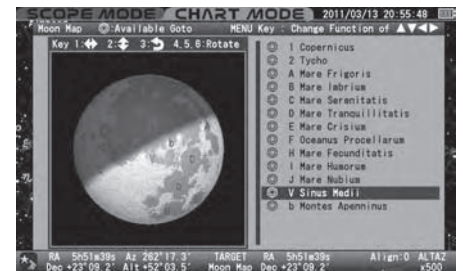 SCOPE MODE CHART MODE 2011/03/13 20:55:48
Moon Map ◎:Available Goto MENU Key : Change Function of ▲▼◀▶
Key 1:↔ 2:↕ 3:⮌ 4.5.6:Rotate
1 Copernicus
2 Tycho
A Mare Frigoris
B Mare Imbrium
C Mare Serenitatis
D Mare Tranquillitatis
E Mare Crisium
F Oceanus Procellarum
H Mare Fecunditatis
I Mare Humorum
J Mare Nubium
V Sinus Medii
b Montes Apenninus
RA 5h51m39s Az 262°17.3' TARGET RA 5h51m39s Align:0 ALTAZ
Dec +23°09.2' Alt +52°03.5' Moon Map Dec +23°09.2' x500